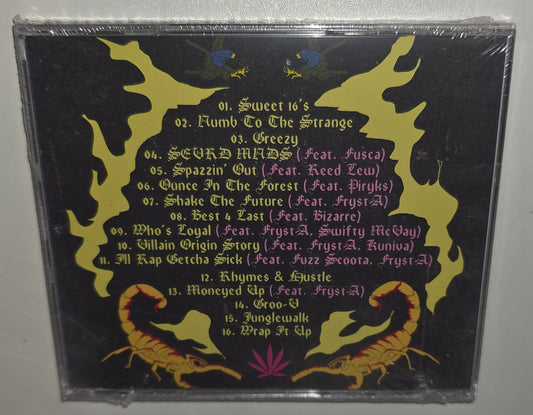 01. Sweet 16's
02. Numb To The Strange
03. Greezy
04. SEVRD MNDS (Feat. Fusca)
05. Spazzin' Out (Feat. Reed Lew)
06. Ounce In The Forest (Feat. Piryks)
07. Shake The Future (Feat. Fryst-A)
08. Best 4 Last (Feat. Bizarre)
09. Who's Loyal (Feat. Fryst-A, Swifty McVay)
10. Villain Origin Story (Feat. Fryst-A, Kuniva)
11. I'll Rap Getcha Sick (Feat. Fuzz Scoota, Fryst-A)
12. Rhymes & Hustle
13. Moneyed Up (Feat. Fryst-A)
14. Groo-V
15. Junglewalk
16. Wrap It Up